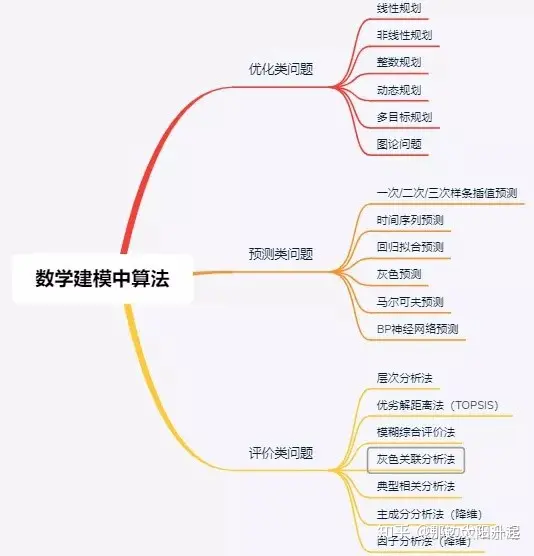 线性规划
非线性规划
优化类问题
整数规划
动态规划
多目标规划
图论问题
一次/二次/三次样条插值预测
时间序列预测
预测类问题
回归拟合预测
数学建模中算法
灰色预测
马尔可夫预测
BP神经网络预测
层次分析法
优劣解距离法（TOPSIS）
模糊综合评价法
评价类问题
灰色关联分析法
典型相关分析法
主成分分析法（降维）
因子分析法（降维）
知乎